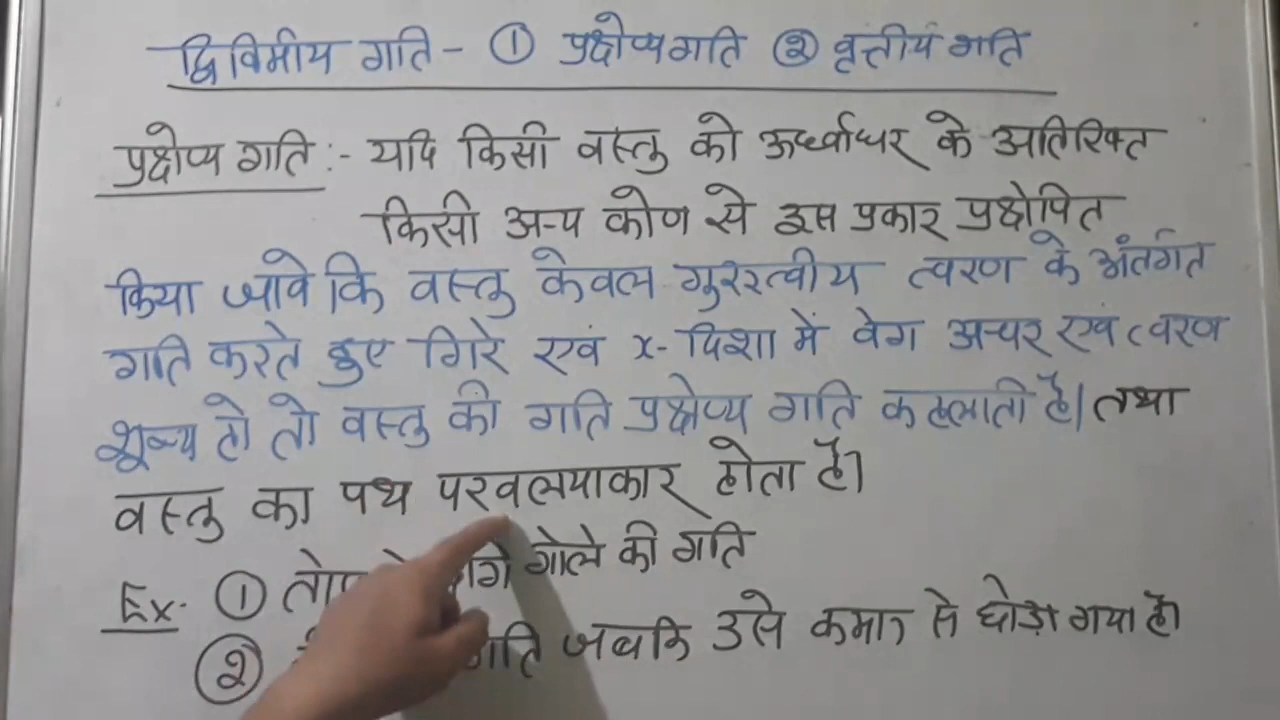 द्विविमीय गति - ① प्रक्षेप्य गति ② वृत्तीय गति
प्रक्षेप्य गति :- यदि किसी वस्तु को ऊर्ध्वाधर के अतिरिक्त
किसी अन्य कोण से इस प्रकार प्रक्षेपित
किया जावे कि वस्तु केवल गुरुत्वीय त्वरण के अंतर्गत
गति करते हुए गिरे एवं x- दिशा में वेग अचर एवं त्वरण
शून्य हो तो वस्तु की गति प्रक्षेप्य गति कहलाती है। तथा
वस्तु का पथ परवलयाकार होता है।
Ex. ① गोले की गति
② गति जबकि उसे कमान से छोड़ा गया हो